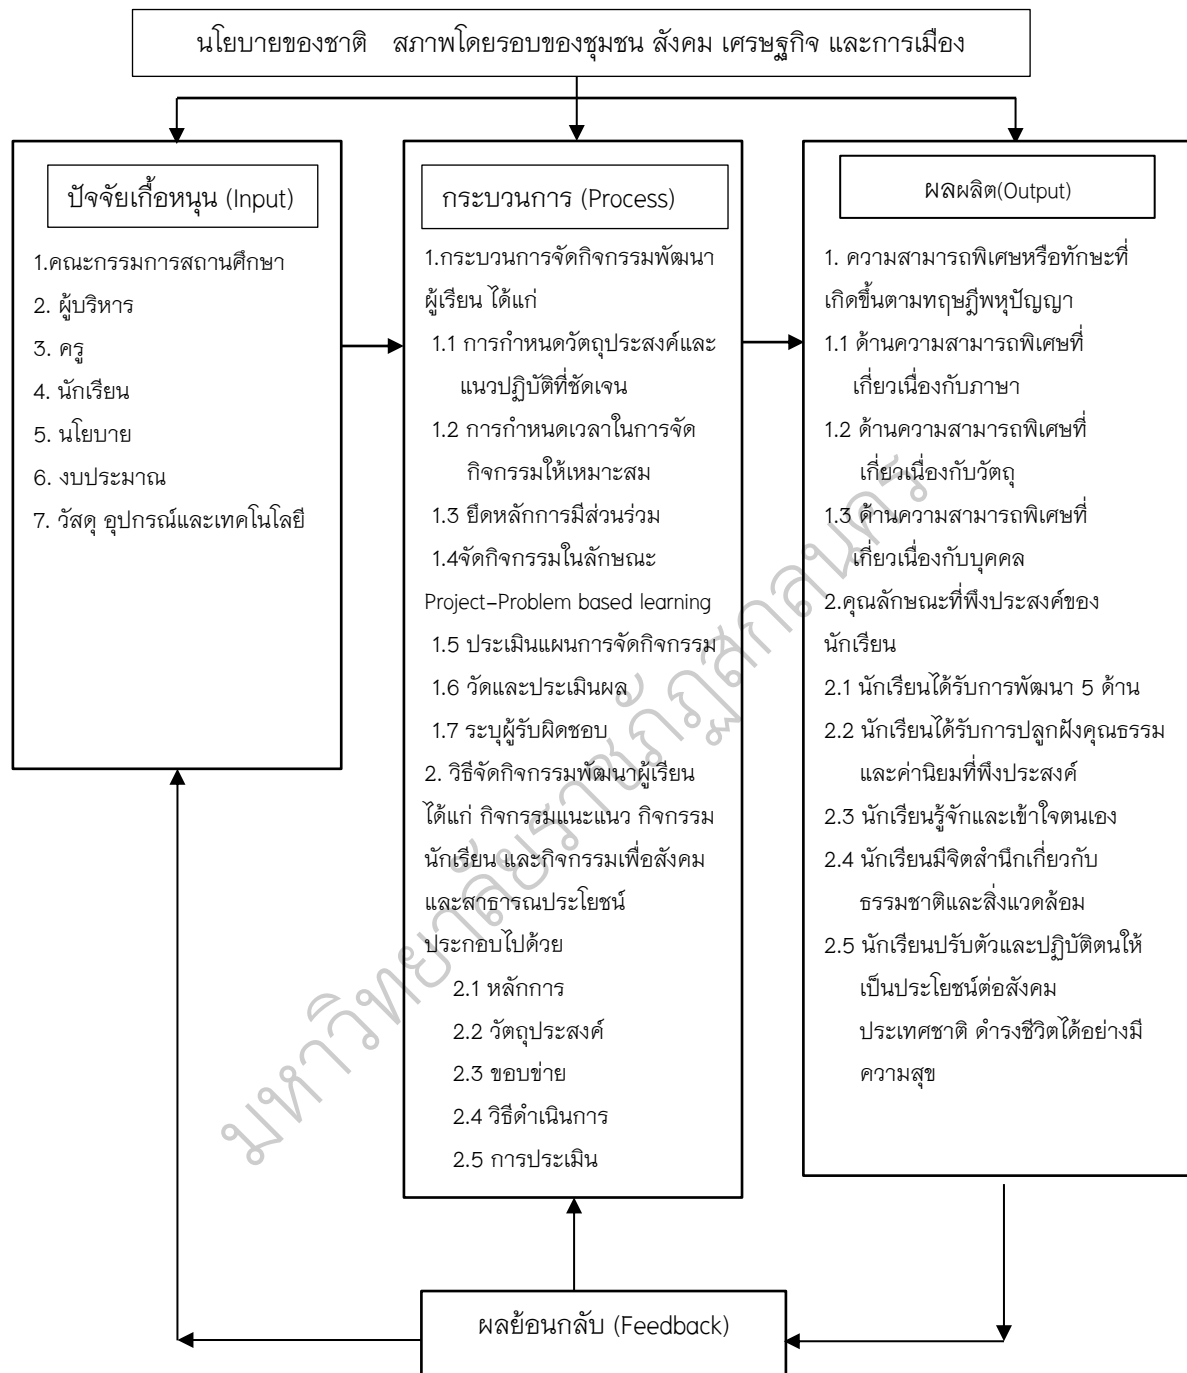 นโยบายของชาติ สภาพโดยรอบของชุมชน สังคม เศรษฐกิจ และการเมือง
ปัจจัยเกื้อหนุน (Input)
1.คณะกรรมการสถานศึกษา
2. ผู้บริหาร
3. ครู
4. นักเรียน
5. นโยบาย
6. งบประมาณ
7. วัสดุ อุปกรณ์และเทคโนโลยี
กระบวนการ (Process)
1.กระบวนการจัดกิจกรรมพัฒนา
ผู้เรียน ได้แก่
1.1 การกำหนดวัตถุประสงค์และ
แนวปฏิบัติที่ชัดเจน
1.2 การกำหนดเวลาในการจัด
กิจกรรมให้เหมาะสม
1.3 ยึดหลักการมีส่วนร่วม
1.4จัดกิจกรรมในลักษณะ
Project–Problem based learning
1.5 ประเมินแผนการจัดกิจกรรม
1.6 วัดและประเมินผล
1.7 ระบุผู้รับผิดชอบ
2. วิธีจัดกิจกรรมพัฒนาผู้เรียน
ได้แก่ กิจกรรมแนะแนว กิจกรรม
นักเรียน และกิจกรรมเพื่อสังคม
และสาธารณประโยชน์
ประกอบไปด้วย
2.1 หลักการ
2.2 วัตถุประสงค์
2.3 ขอบข่าย
2.4 วิธีดำเนินการ
2.5 การประเมิน
ผลผลิต(Output)
1. ความสามารถพิเศษหรือทักษะที่
เกิดขึ้นตามทฤษฎีพหุปัญญา
1.1 ด้านความสามารถพิเศษที่
เกี่ยวเนื่องกับภาษา
1.2 ด้านความสามารถพิเศษที่
เกี่ยวเนื่องกับวัตถุ
1.3 ด้านความสามารถพิเศษที่
เกี่ยวเนื่องกับบุคคล
2.คุณลักษณะที่พึงประสงค์ของ
นักเรียน
2.1 นักเรียนได้รับการพัฒนา 5 ด้าน
2.2 นักเรียนได้รับการปลูกฝังคุณธรรม
และค่านิยมที่พึงประสงค์
2.3 นักเรียนรู้จักและเข้าใจตนเอง
2.4 นักเรียนมีจิตสำนึกเกี่ยวกับ
ธรรมชาติและสิ่งแวดล้อม
2.5 นักเรียนปรับตัวและปฏิบัติตนให้
เป็นประโยชน์ต่อสังคม
ประเทศชาติ ดำรงชีวิตได้อย่างมี
ความสุข
ผลย้อนกลับ (Feedback)
มหาวิทยาลัยราชภัฏสกลนคร